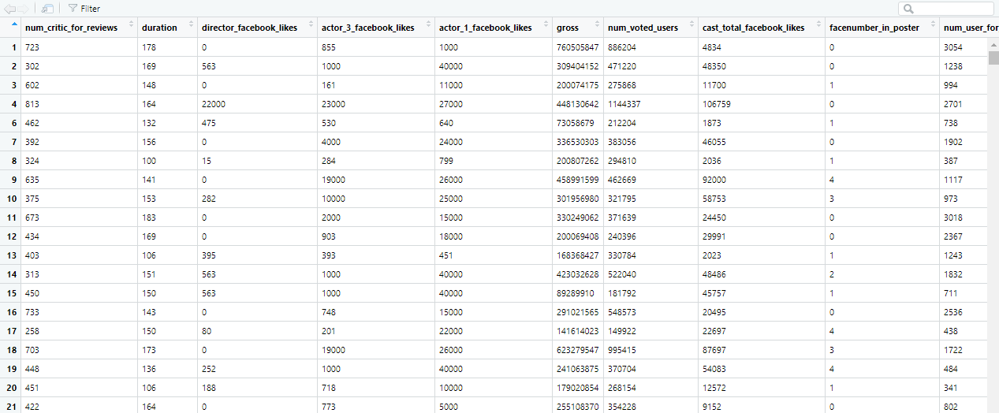 Filter
num_critic_for_reviews duration director_facebook_likes actor_3_facebook_likes actor_1_facebook_likes gross num_voted_users cast_total_facebook_likes facenumber_in_poster num_user_for
1 723 178 0 855 1000 760505847 886204 4834 0 3054
2 302 169 563 1000 40000 309404152 471220 48350 0 1238
3 602 148 0 161 11000 200074175 275868 11700 1 994
4 813 164 22000 23000 27000 448130642 1144337 106759 0 2701
6 462 132 475 530 640 73058679 212204 1873 1 738
7 392 156 0 4000 24000 336530303 383056 46055 0 1902
8 324 100 15 284 799 200807262 294810 2036 1 387
9 635 141 0 19000 26000 458991599 462669 92000 4 1117
10 375 153 282 10000 25000 301956980 321795 58753 3 973
11 673 183 0 2000 15000 330249062 371639 24450 0 3018
12 434 169 0 903 18000 200069408 240396 29991 0 2367
13 403 106 395 393 451 168368427 330784 2023 1 1243
14 313 151 563 1000 40000 423032628 522040 48486 2 1832
15 450 150 563 1000 40000 89289910 181792 45757 1 711
16 733 143 0 748 15000 291021565 548573 20495 0 2536
17 258 150 80 201 22000 141614023 149922 22697 4 438
18 703 173 0 19000 26000 623279547 995415 87697 3 1722
19 448 136 252 1000 40000 241063875 370704 54083 4 484
20 451 106 188 718 10000 179020854 268154 12572 1 341
21 422 164 0 773 5000 255108370 354228 9152 0 802